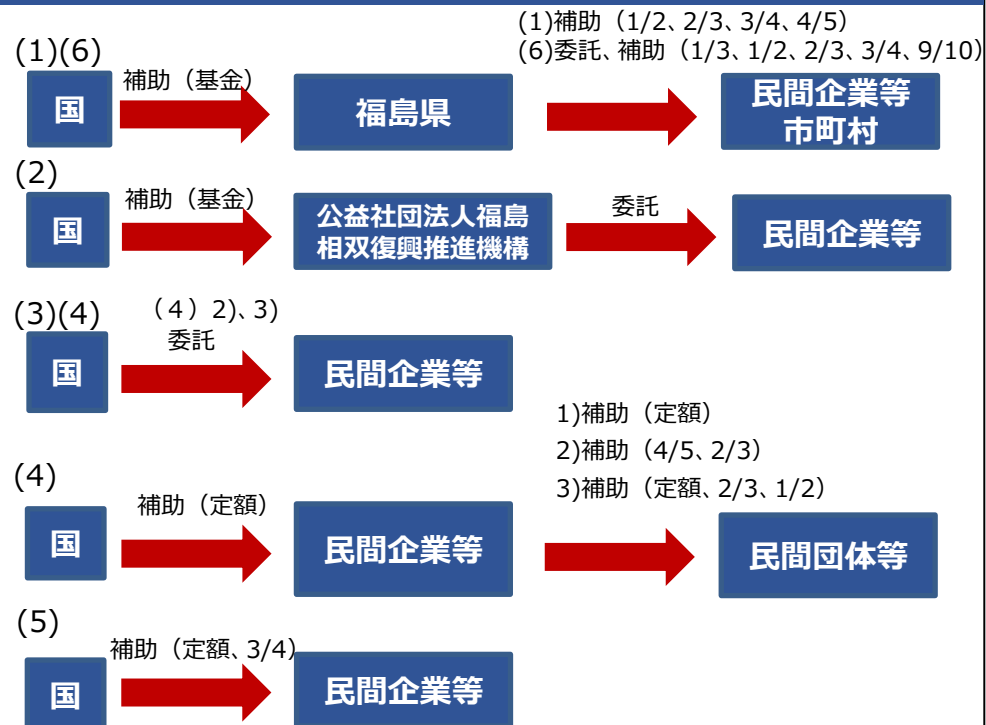 (1)補助（1/2、2/3、3/4、4/5）
(6)委託、補助（1/3、1/2、2/3、3/4、9/10）
(1)(6)
国
補助（基金）
福島県
民間企業等
市町村
(2)
国
補助（基金）
公益社団法人福島
相双復興推進機構
委託
民間企業等
(3)(4)
（４）2)、3)
委託
国
民間企業等
1)補助（定額）
2)補助（4/5、2/3）
3)補助（定額、2/3、1/2）
(4)
国
補助（定額）
民間企業等
民間団体等
(5)
国
補助（定額、3/4）
民間企業等